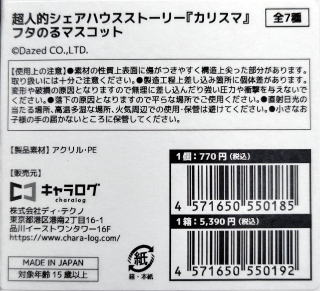 超人的シェアハウスストーリー『カリスマ』
全7種
フタのるマスコット
©Dazed CO.,LTD.
【使用上の注意】●素材の性質上表面に傷がつきやすく構造上尖った部分があります。
取り扱いには十分ご注意ください。●製造工程上差し込み箇所に個体差があります。
変形や破損の原因となりますので無理に差し込んだり強い圧力や衝撃を与えないで
ください。●落下の原因となりますので平らな場所でご使用ください。●直射日光の
当たる場所、高温多湿な場所、火気周辺での使用・保管は避けてください。●小さなお
子様の手の届かないところに保管してください。
【製品素材】アクリル・PE
【販売元】
キャラログ
charalog
株式会社ディ・テクノ
東京都港区港南2丁目16-1
品川イーストワンタワー16F
https://www.chara-log.com/
MADE IN JAPAN
対象年齢15歳以上
紙
箱・本紙
1個：770円(税込)
4 571650 550185
1箱：5,390円(税込)
4 571650 550192